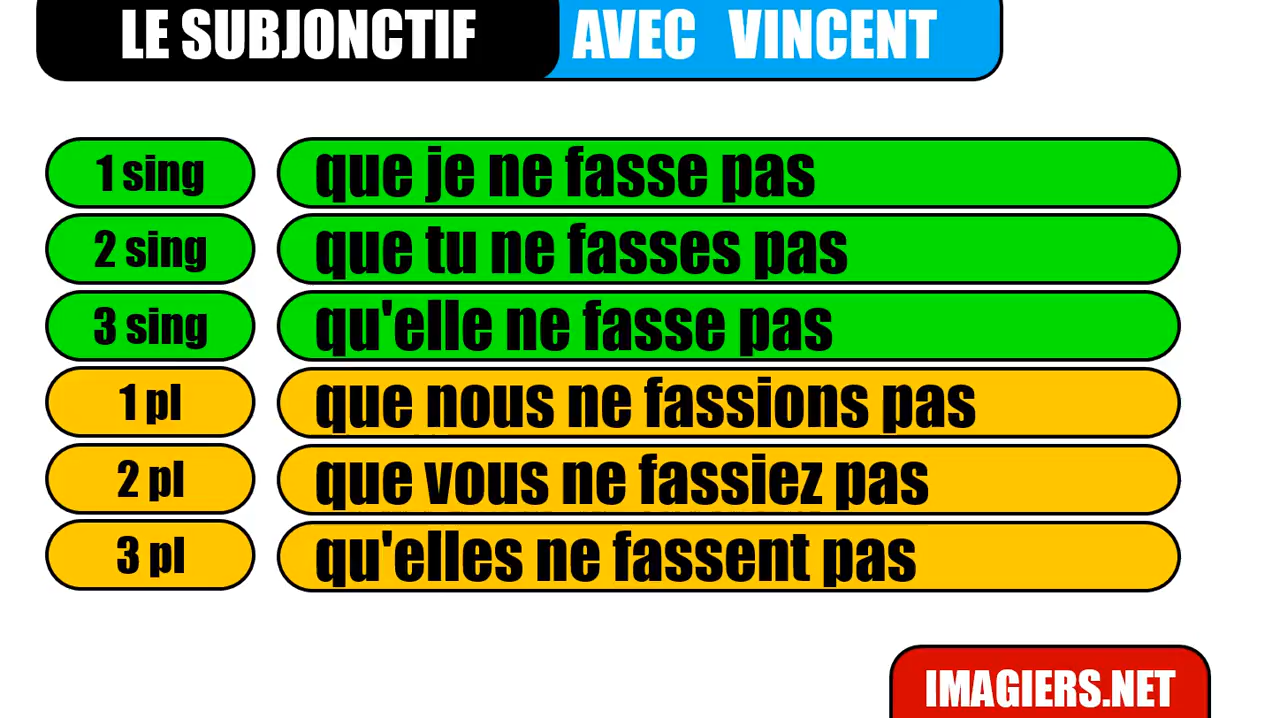 LE SUBJONCTIF AVEC VINCENT
1 sing que je ne fasse pas
2 sing que tu ne fasses pas
3 sing qu'elle ne fasse pas
1 pl que nous ne fassions pas
2 pl que vous ne fassiez pas
3 pl qu'elles ne fassent pas
IMAGIERS.NET